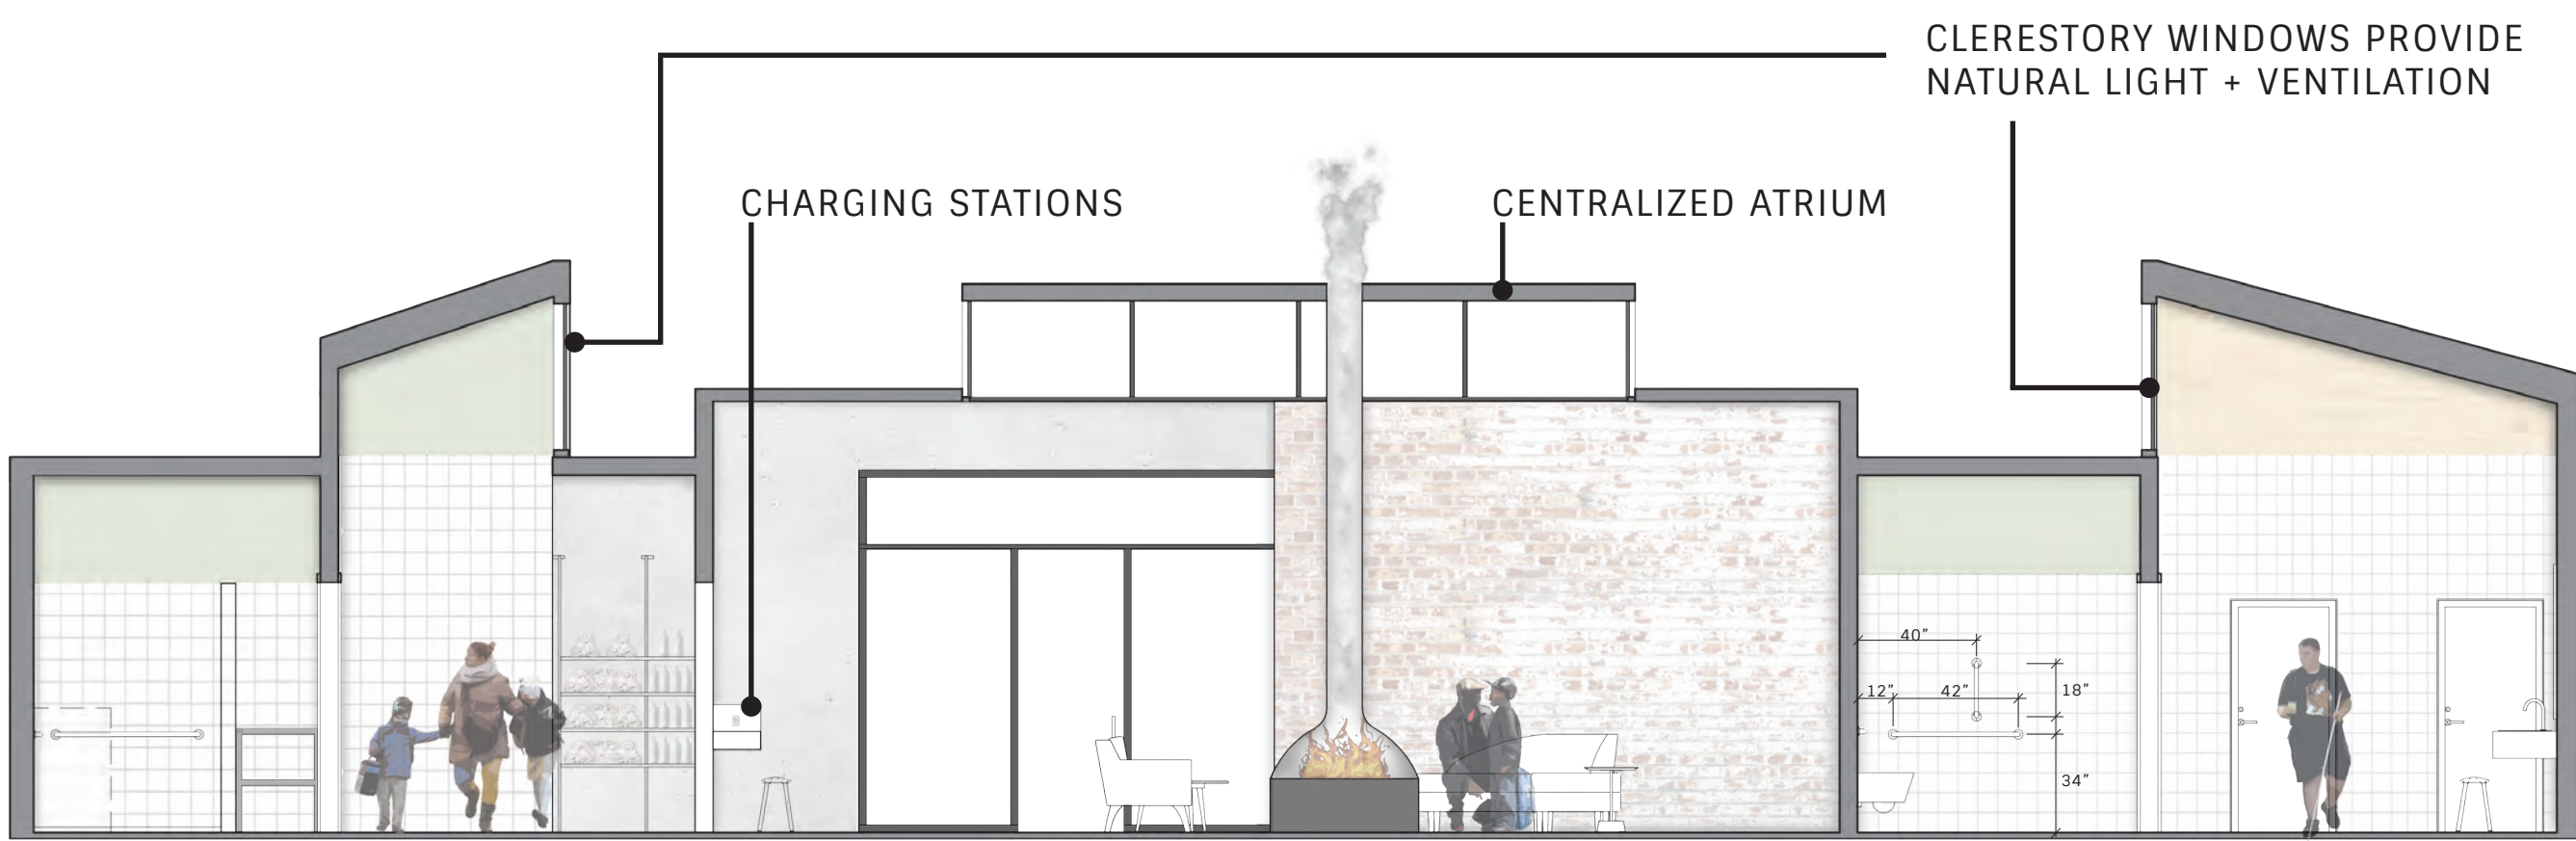 CLERESTORY WINDOWS PROVIDE
NATURAL LIGHT + VENTILATION
CHARGING STATIONS
CENTRALIZED ATRIUM
40”
12”
42”
18”
34”